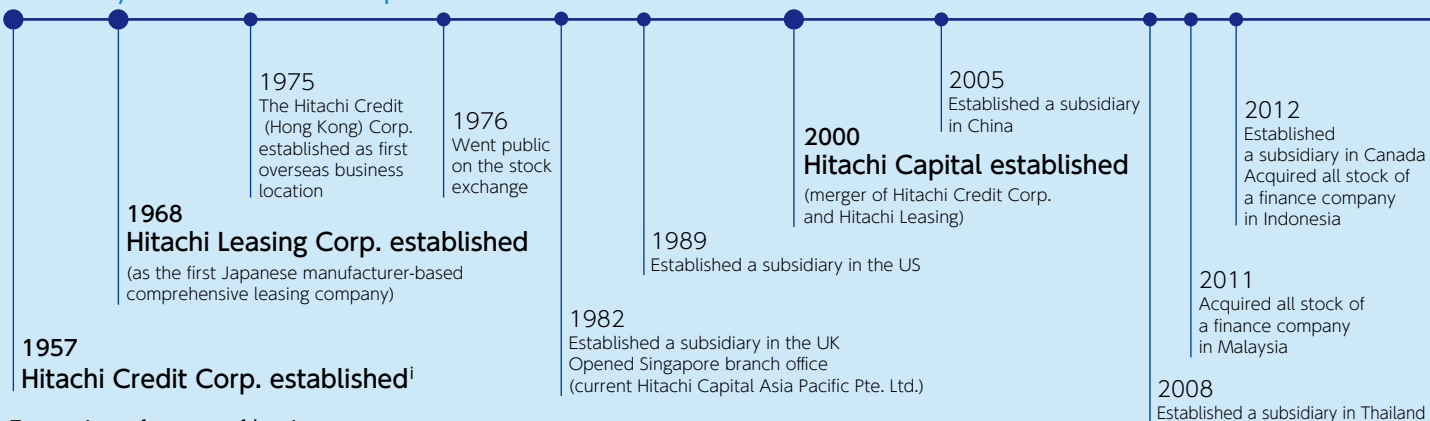 1975
The Hitachi Credit
(Hong Kong) Corp.
established as first
overseas business
location
1976
Went public
on the stock
exchange
2005
Established a subsidiary
in China
2012
Established
a subsidiary in Canada
Acquired all stock of
a finance company
in Indonesia
2000
Hitachi Capital established
(merger of Hitachi Credit Corp.
and Hitachi Leasing)
1968
Hitachi Leasing Corp. established
(as the first Japanese manufacturer-based
comprehensive leasing company)
1989
Established a subsidiary in the US
2011
Acquired all stock of
a finance company
in Malaysia
1982
Established a subsidiary in the UK
Opened Singapore branch office
(current Hitachi Capital Asia Pacific Pte. Ltd.)
1957
Hitachi Credit Corp. establishedⁱ
2008
Established a subsidiary in Thailand